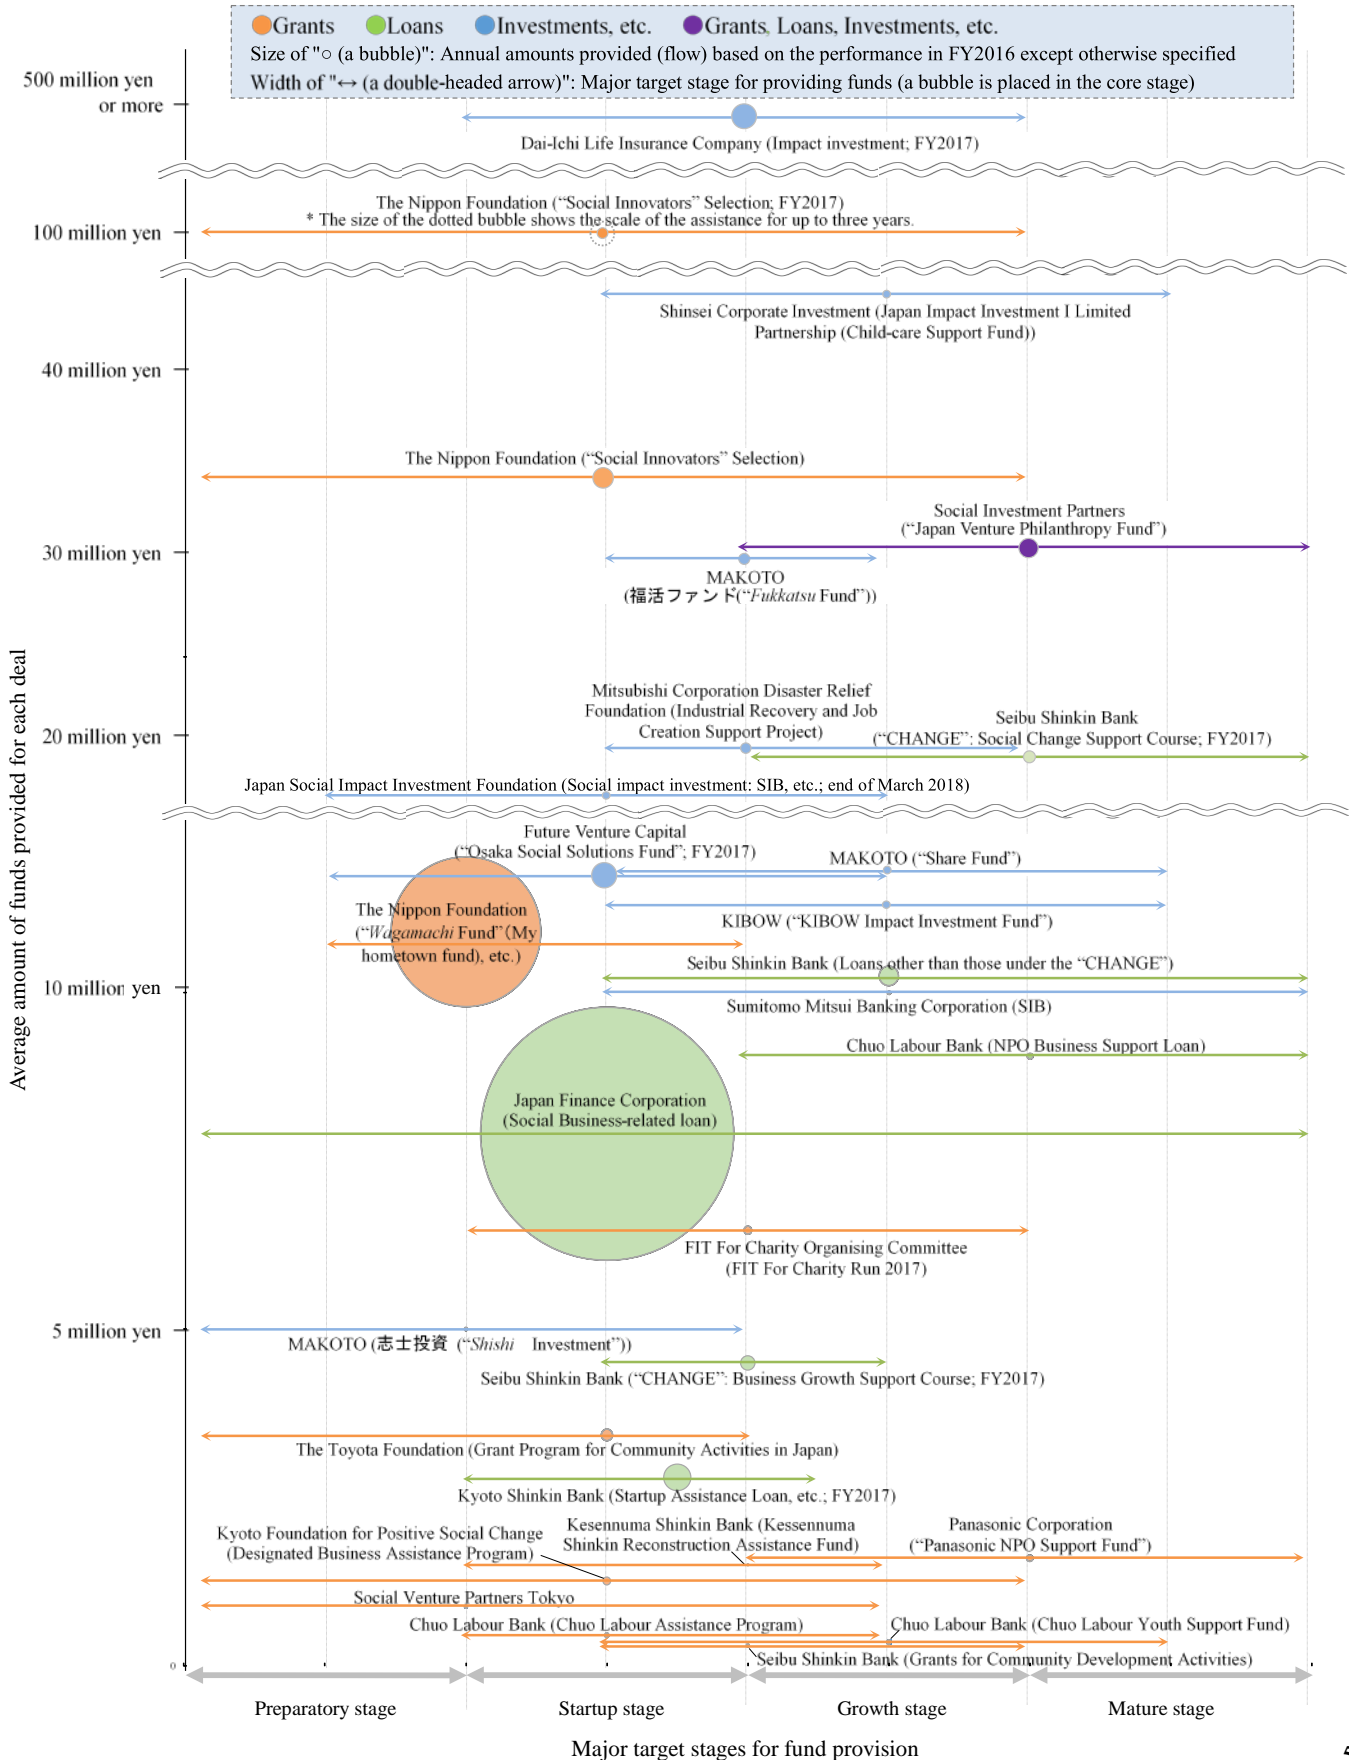 Grants Loans Investments, etc. Grants, Loans, Investments, etc.
Size of "○ (a bubble)": Annual amounts provided (flow) based on the performance in FY2016 except otherwise specified
Width of "↔ (a double-headed arrow)": Major target stage for providing funds (a bubble is placed in the core stage)
500 million yen
or more
Dai-Ichi Life Insurance Company (Impact investment; FY2017)
The Nippon Foundation (“Social Innovators” Selection; FY2017)
* The size of the dotted bubble shows the scale of the assistance for up to three years.
100 million yen
Shinsei Corporate Investment (Japan Impact Investment I Limited
Partnership (Child-care Support Fund))
40 million yen
The Nippon Foundation (“Social Innovators” Selection)
Social Investment Partners
(“Japan Venture Philanthropy Fund”)
30 million yen
MAKOTO
(福活ファンド(“Fukkatsu Fund”))
Mitsubishi Corporation Disaster Relief
Foundation (Industrial Recovery and Job
Creation Support Project)
Seibu Shinkin Bank
(“CHANGE”: Social Change Support Course; FY2017)
20 million yen
Japan Social Impact Investment Foundation (Social impact investment: SIB, etc.; end of March 2018)
Future Venture Capital
(“Osaka Social Solutions Fund”; FY2017)
MAKOTO (“Share Fund”)
The Nippon Foundation
(“Wagamachi Fund”(My
hometown fund), etc.)
KIBOW (“KIBOW Impact Investment Fund”)
Seibu Shinkin Bank (Loans other than those under the “CHANGE”)
10 million yen
Sumitomo Mitsui Banking Corporation (SIB)
Chuo Labour Bank (NPO Business Support Loan)
Japan Finance Corporation
(Social Business-related loan)
FIT For Charity Organising Committee
(FIT For Charity Run 2017)
5 million yen
MAKOTO (志士投資 (“Shishi Investment”))
Seibu Shinkin Bank (“CHANGE”: Business Growth Support Course; FY2017)
The Toyota Foundation (Grant Program for Community Activities in Japan)
Kyoto Shinkin Bank (Startup Assistance Loan, etc.; FY2017)
Kyoto Foundation for Positive Social Change
(Designated Business Assistance Program)
Kesennuma Shinkin Bank (Kessennuma
Shinkin Reconstruction Assistance Fund)
Panasonic Corporation
(“Panasonic NPO Support Fund”)
Social Venture Partners Tokyo
Chuo Labour Bank (Chuo Labour Assistance Program)
Chuo Labour Bank (Chuo Labour Youth Support Fund)
Seibu Shinkin Bank (Grants for Community Development Activities)
0
Average amount of funds provided for each deal
Preparatory stage Startup stage Growth stage Mature stage
Major target stages for fund provision